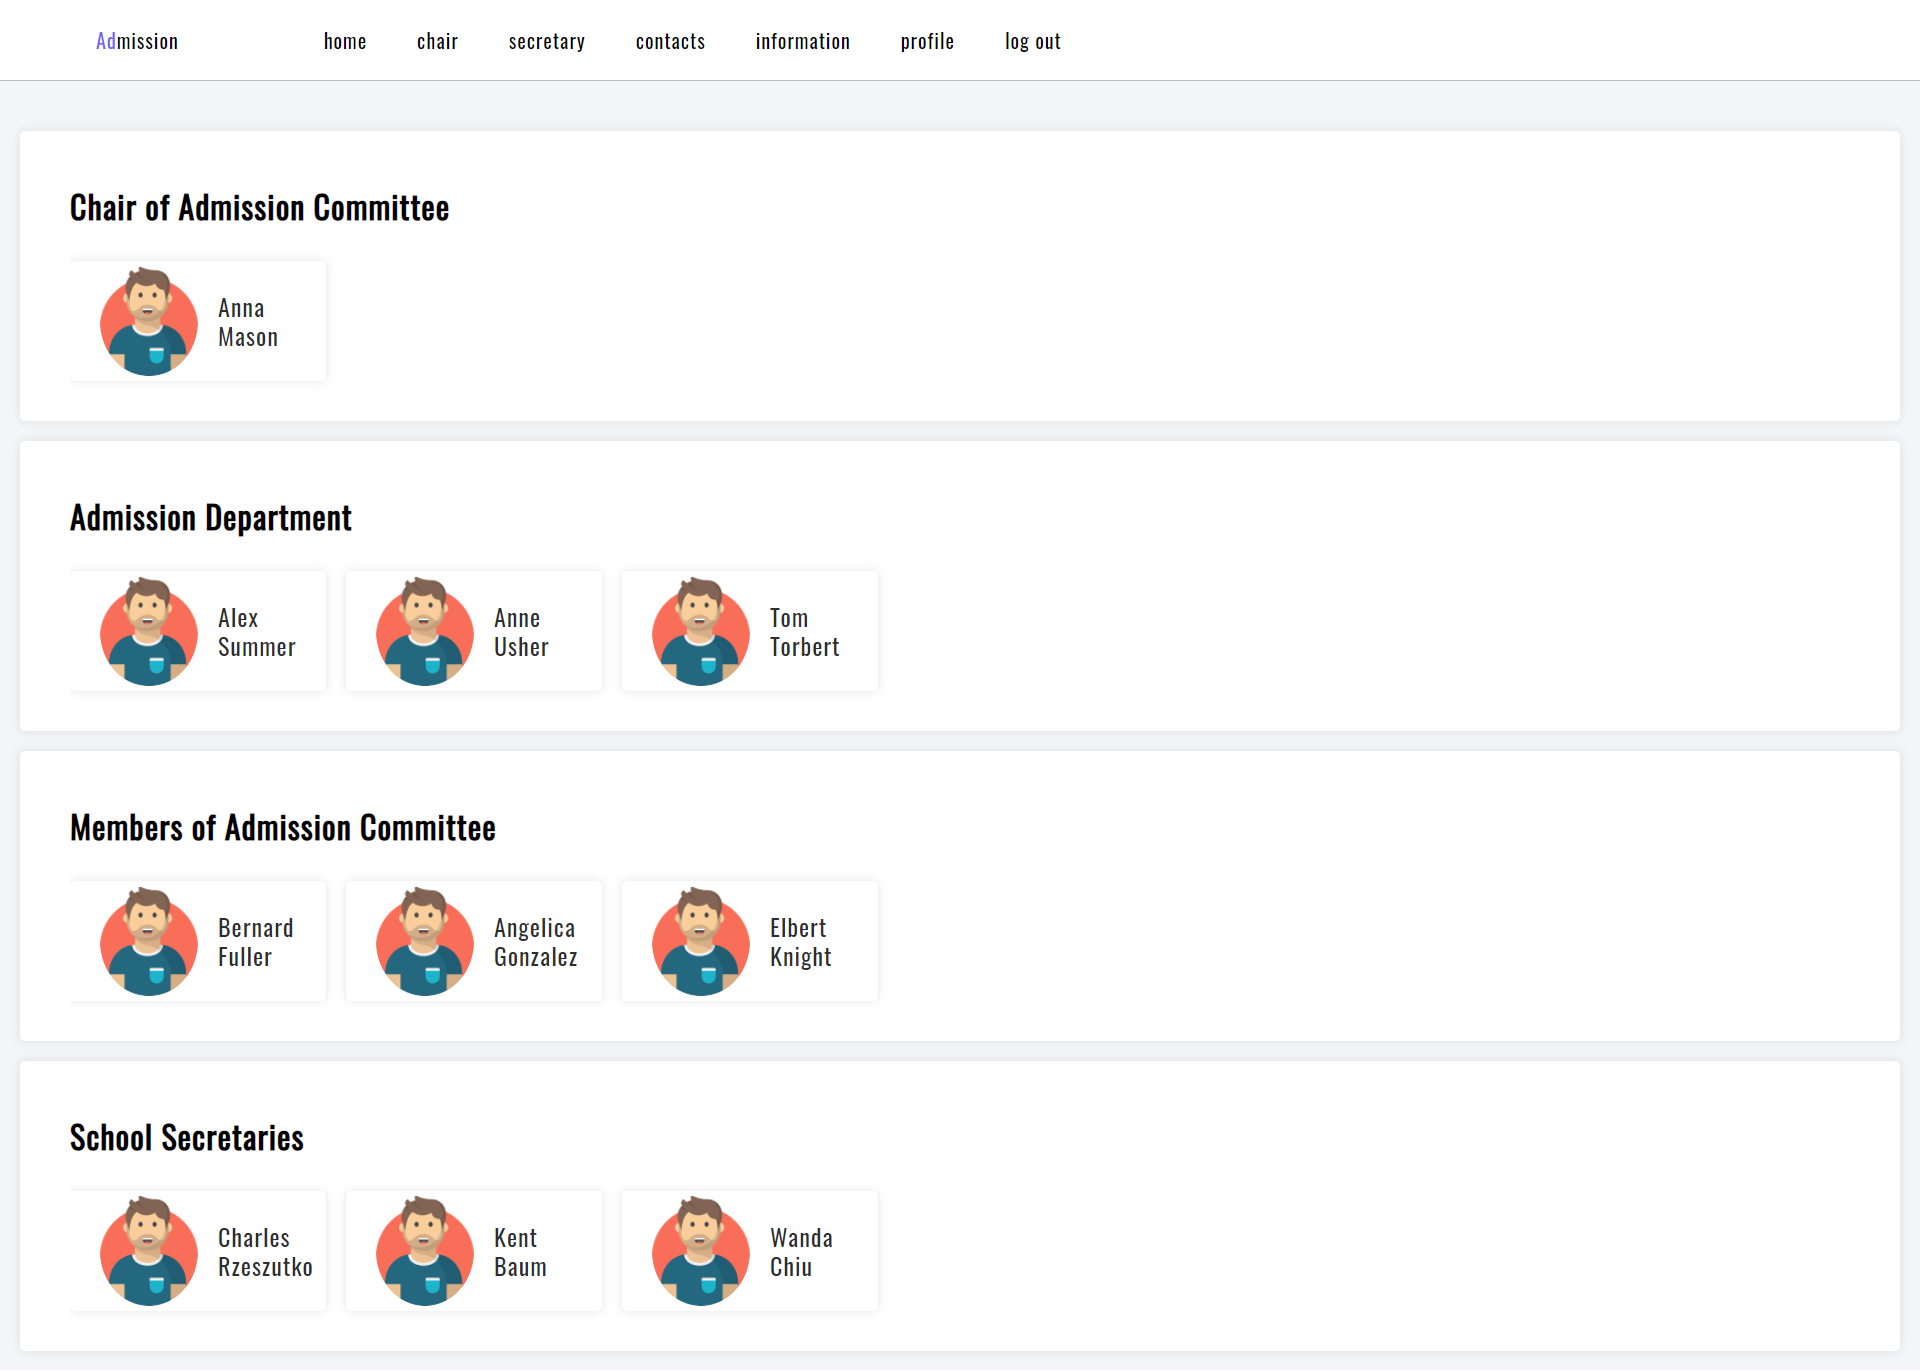 Admission home chair secretary contacts information profile log out
Chair of Admission Committee
Anna
Mason
Admission Department
Alex
Summer
Anne
Usher
Tom
Torbert
Members of Admission Committee
Bernard
Fuller
Angelica
Gonzalez
Elbert
Knight
School Secretaries
Charles
Rzeszutko
Kent
Baum
Wanda
Chiu